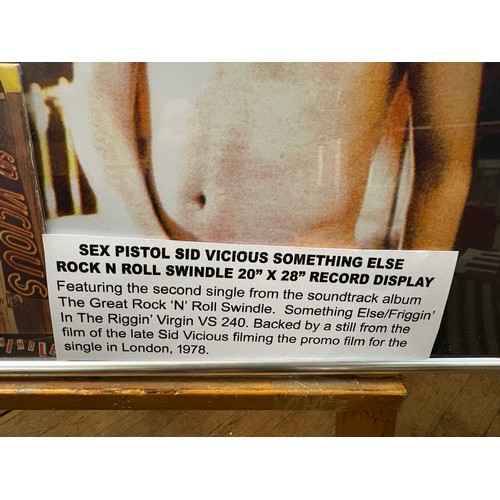 SEX PISTOL SID VICIOUS SOMETHING ELSE
ROCK N ROLL SWINDLE 20” X 28” RECORD DISPLAY
Featuring the second single from the soundtrack album
The Great Rock ‘N’ Roll Swindle. Something Else/Friggin’
In The Riggin’ Virgin VS 240. Backed by a still from the
film of the late Sid Vicious filming the promo film for the
single in London, 1978.
VICIOUS